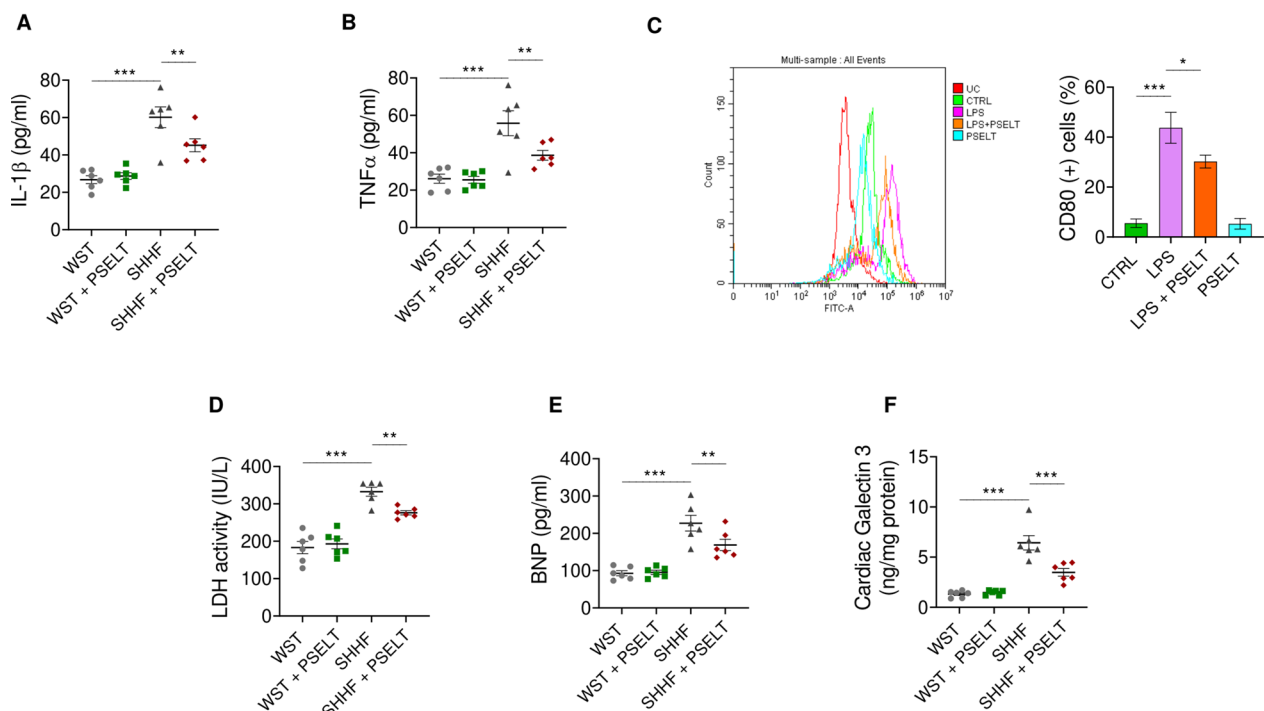 A
IL-1β (pg/ml)
80
60
40
20
0
***
**
WST
WST + PSELT
SHHF
SHHF + PSELT
B
TNFα (pg/ml)
80
60
40
20
0
***
**
WST
WST + PSELT
SHHF
SHHF + PSELT
C
Multi-sample : All Events
Count
150
100
50
0
0
10¹
10²
10³
10⁴
10⁵
10⁶
10⁷
FITC-A
UC
CTRL
LPS
LPS+PSELT
PSELT
CD80 (+) cells (%)
60
40
20
0
***
*
CTRL
LPS
LPS + PSELT
PSELT
D
LDH activity (IU/L)
400
300
200
100
0
***
**
WST
WST + PSELT
SHHF
SHHF + PSELT
E
BNP (pg/ml)
400
300
200
100
0
***
**
WST
WST + PSELT
SHHF
SHHF + PSELT
F
Cardiac Galectin 3
(ng/mg protein)
15
10
5
0
***
***
WST
WST + PSELT
SHHF
SHHF + PSELT